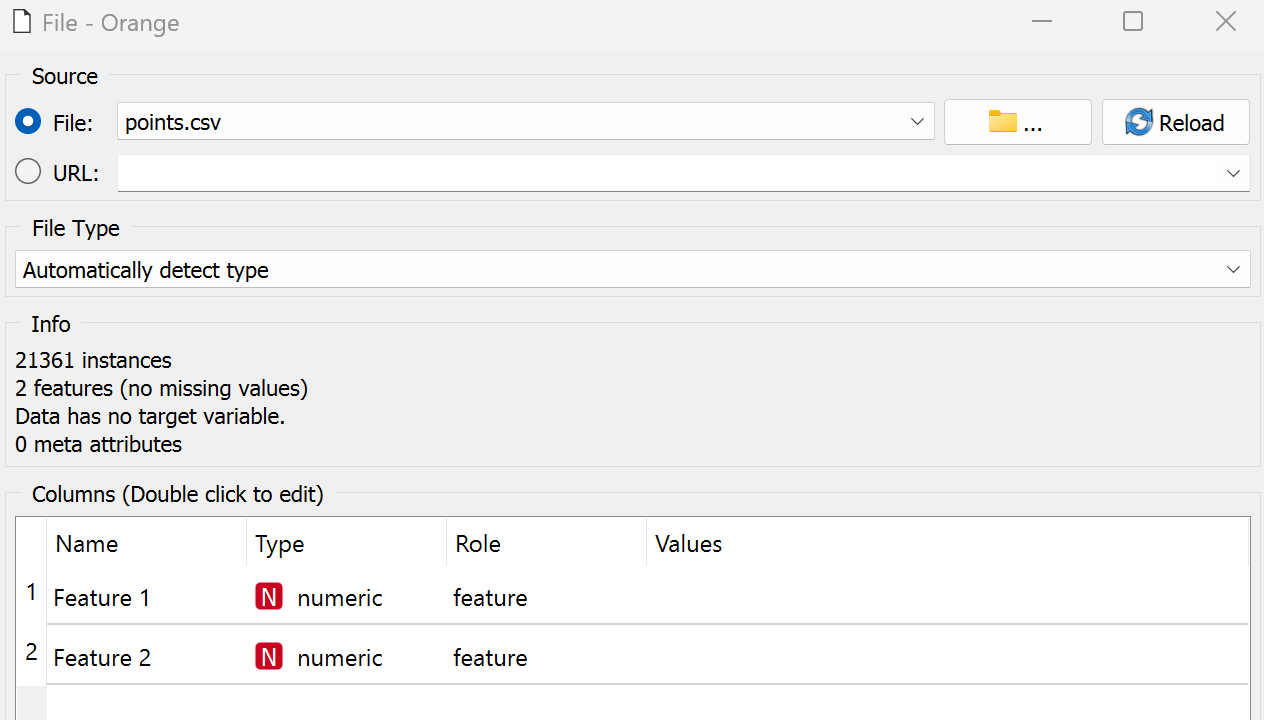 File - Orange
Source
File: points.csv ... Reload
URL:
File Type
Automatically detect type
Info
21361 instances
2 features (no missing values)
Data has no target variable.
0 meta attributes
Columns (Double click to edit)
Name Type Role Values
1 Feature 1 N numeric feature
2 Feature 2 N numeric feature